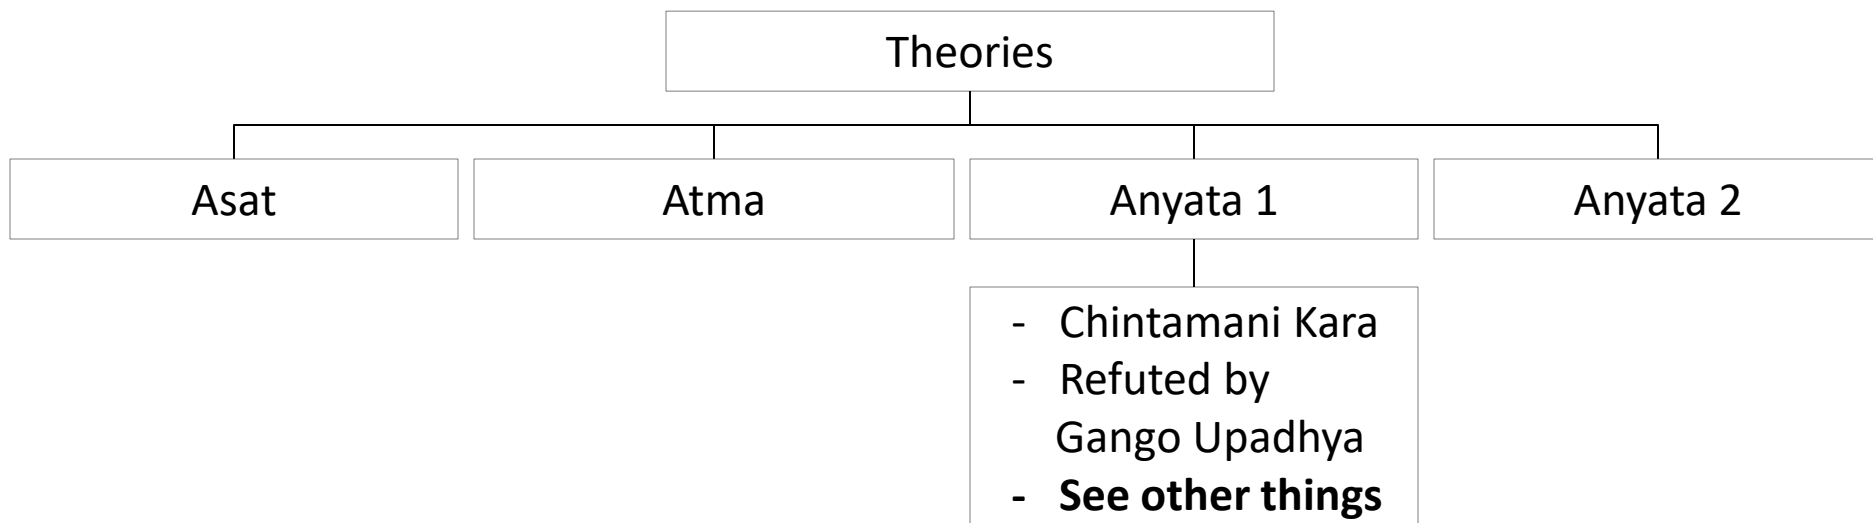 Theories
Asat
Atma
Anyata 1
Anyata 2
- Chintamani Kara
- Refuted by
Gango Upadhya
- See other things